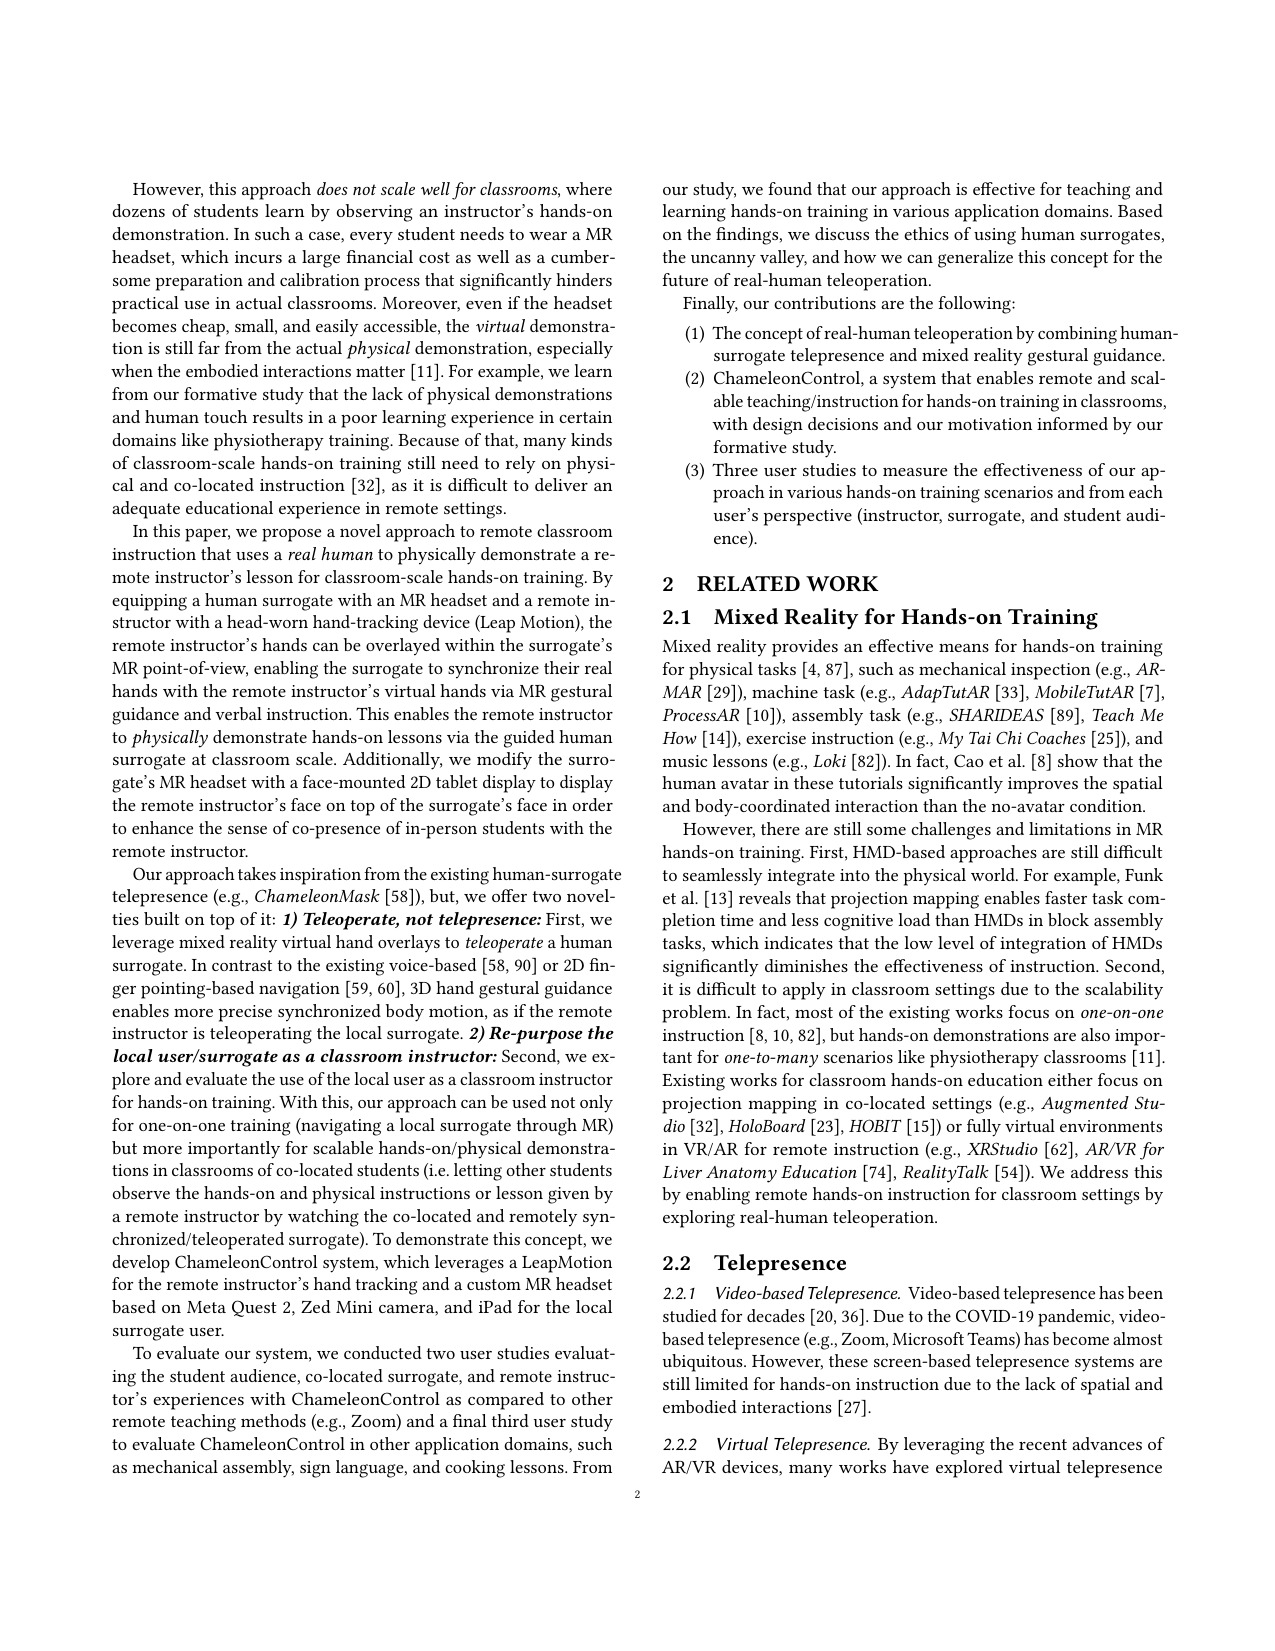 However, this approach does not scale well for classrooms, where
dozens of students learn by observing an instructor's hands-on
demonstration. In such a case, every student needs to wear a MR
headset, which incurs a large financial cost as well as a cumber-
some preparation and calibration process that significantly hinders
practical use in actual classrooms. Moreover, even if the headset
becomes cheap, small, and easily accessible, the virtual demonstra-
tion is still far from the actual physical demonstration, especially
when the embodied interactions matter [11]. For example, we learn
from our formative study that the lack of physical demonstrations
and human touch results in a poor learning experience in certain
domains like physiotherapy training. Because of that, many kinds
of classroom-scale hands-on training still need to rely on physi-
cal and co-located instruction [32], as it is difficult to deliver an
adequate educational experience in remote settings.
In this paper, we propose a novel approach to remote classroom
instruction that uses a real human to physically demonstrate a re-
mote instructor's lesson for classroom-scale hands-on training. By
equipping a human surrogate with an MR headset and a remote in-
structor with a head-worn hand-tracking device (Leap Motion), the
remote instructor's hands can be overlayed within the surrogate's
MR point-of-view, enabling the surrogate to synchronize their real
hands with the remote instructor's virtual hands via MR gestural
guidance and verbal instruction. This enables the remote instructor
to physically demonstrate hands-on lessons via the guided human
surrogate at classroom scale. Additionally, we modify the surro-
gate's MR headset with a face-mounted 2D tablet display to display
the remote instructor's face on top of the surrogate's face in order
to enhance the sense of co-presence of in-person students with the
remote instructor.
Our approach takes inspiration from the existing human-surrogate
telepresence (e.g., ChameleonMask [58]), but, we offer two novel-
ties built on top of it: 1) Teleoperate, not telepresence: First, we
leverage mixed reality virtual hand overlays to teleoperate a human
surrogate. In contrast to the existing voice-based [58, 90] or 2D fin-
ger pointing-based navigation [59, 60], 3D hand gestural guidance
enables more precise synchronized body motion, as if the remote
instructor is teleoperating the local surrogate. 2) Re-purpose the
local user/surrogate as a classroom instructor: Second, we ex-
plore and evaluate the use of the local user as a classroom instructor
for hands-on training. With this, our approach can be used not only
for one-on-one training (navigating a local surrogate through MR)
but more importantly for scalable hands-on/physical demonstra-
tions in classrooms of co-located students (i.e. letting other students
observe the hands-on and physical instructions or lesson given by
a remote instructor by watching the co-located and remotely syn-
chronized/teleoperated surrogate). To demonstrate this concept, we
develop ChameleonControl system, which leverages a LeapMotion
for the remote instructor's hand tracking and a custom MR headset
based on Meta Quest 2, Zed Mini camera, and iPad for the local
surrogate user.
To evaluate our system, we conducted two user studies evaluat-
ing the student audience, co-located surrogate, and remote instruc-
tor's experiences with ChameleonControl as compared to other
remote teaching methods (e.g., Zoom) and a final third user study
to evaluate ChameleonControl in other application domains, such
as mechanical assembly, sign language, and cooking lessons. From
our study, we found that our approach is effective for teaching and
learning hands-on training in various application domains. Based
on the findings, we discuss the ethics of using human surrogates,
the uncanny valley, and how we can generalize this concept for the
future of real-human teleoperation.
Finally, our contributions are the following:
(1) The concept of real-human teleoperation by combining human-
surrogate telepresence and mixed reality gestural guidance.
(2) ChameleonControl, a system that enables remote and scal-
able teaching/instruction for hands-on training in classrooms,
with design decisions and our motivation informed by our
formative study.
(3) Three user studies to measure the effectiveness of our ap-
proach in various hands-on training scenarios and from each
user's perspective (instructor, surrogate, and student audi-
ence).
2 RELATED WORK
2.1 Mixed Reality for Hands-on Training
Mixed reality provides an effective means for hands-on training
for physical tasks [4, 87], such as mechanical inspection (e.g., AR-
MAR [29]), machine task (e.g., AdapTutAR [33], MobileTutAR [7],
ProcessAR [10]), assembly task (e.g., SHARIDEAS [89], Teach Me
How [14]), exercise instruction (e.g., My Tai Chi Coaches [25]), and
music lessons (e.g., Loki [82]). In fact, Cao et al. [8] show that the
human avatar in these tutorials significantly improves the spatial
and body-coordinated interaction than the no-avatar condition.
However, there are still some challenges and limitations in MR
hands-on training. First, HMD-based approaches are still difficult
to seamlessly integrate into the physical world. For example, Funk
et al. [13] reveals that projection mapping enables faster task com-
pletion time and less cognitive load than HMDs in block assembly
tasks, which indicates that the low level of integration of HMDs
significantly diminishes the effectiveness of instruction. Second,
it is difficult to apply in classroom settings due to the scalability
problem. In fact, most of the existing works focus on one-on-one
instruction [8, 10, 82], but hands-on demonstrations are also impor-
tant for one-to-many scenarios like physiotherapy classrooms [11].
Existing works for classroom hands-on education either focus on
projection mapping in co-located settings (e.g., Augmented Stu-
dio [32], HoloBoard [23], HOBIT [15]) or fully virtual environments
in VR/AR for remote instruction (e.g., XRStudio [62], AR/VR for
Liver Anatomy Education [74], RealityTalk [54]). We address this
by enabling remote hands-on instruction for classroom settings by
exploring real-human teleoperation.
2.2 Telepresence
2.2.1 Video-based Telepresence. Video-based telepresence has been
studied for decades [20, 36]. Due to the COVID-19 pandemic, video-
based telepresence (e.g., Zoom, Microsoft Teams) has become almost
ubiquitous. However, these screen-based telepresence systems are
still limited for hands-on instruction due to the lack of spatial and
embodied interactions [27].
2.2.2 Virtual Telepresence. By leveraging the recent advances of
AR/VR devices, many works have explored virtual telepresence
2